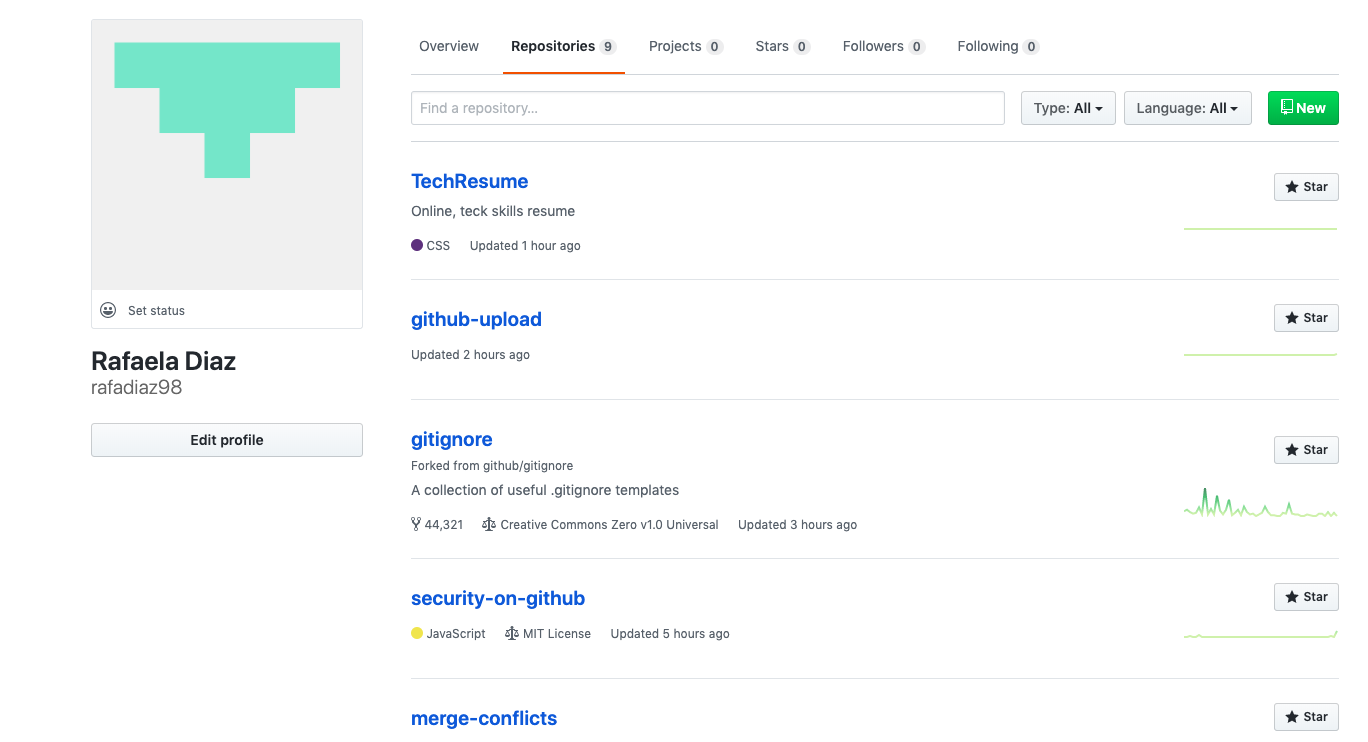 Overview Repositories 9 Projects 0 Stars 0 Followers 0 Following 0
Find a repository... Type: All Language: All New
TechResume
Star
Online, teck skills resume
CSS Updated 1 hour ago
github-upload
Star
Updated 2 hours ago
gitignore
Star
Forked from github/gitignore
A collection of useful .gitignore templates
44,321 Creative Commons Zero v1.0 Universal Updated 3 hours ago
security-on-github
Star
JavaScript MIT License Updated 5 hours ago
merge-conflicts
Star
Set status
Rafaela Diaz
rafadiaz98
Edit profile